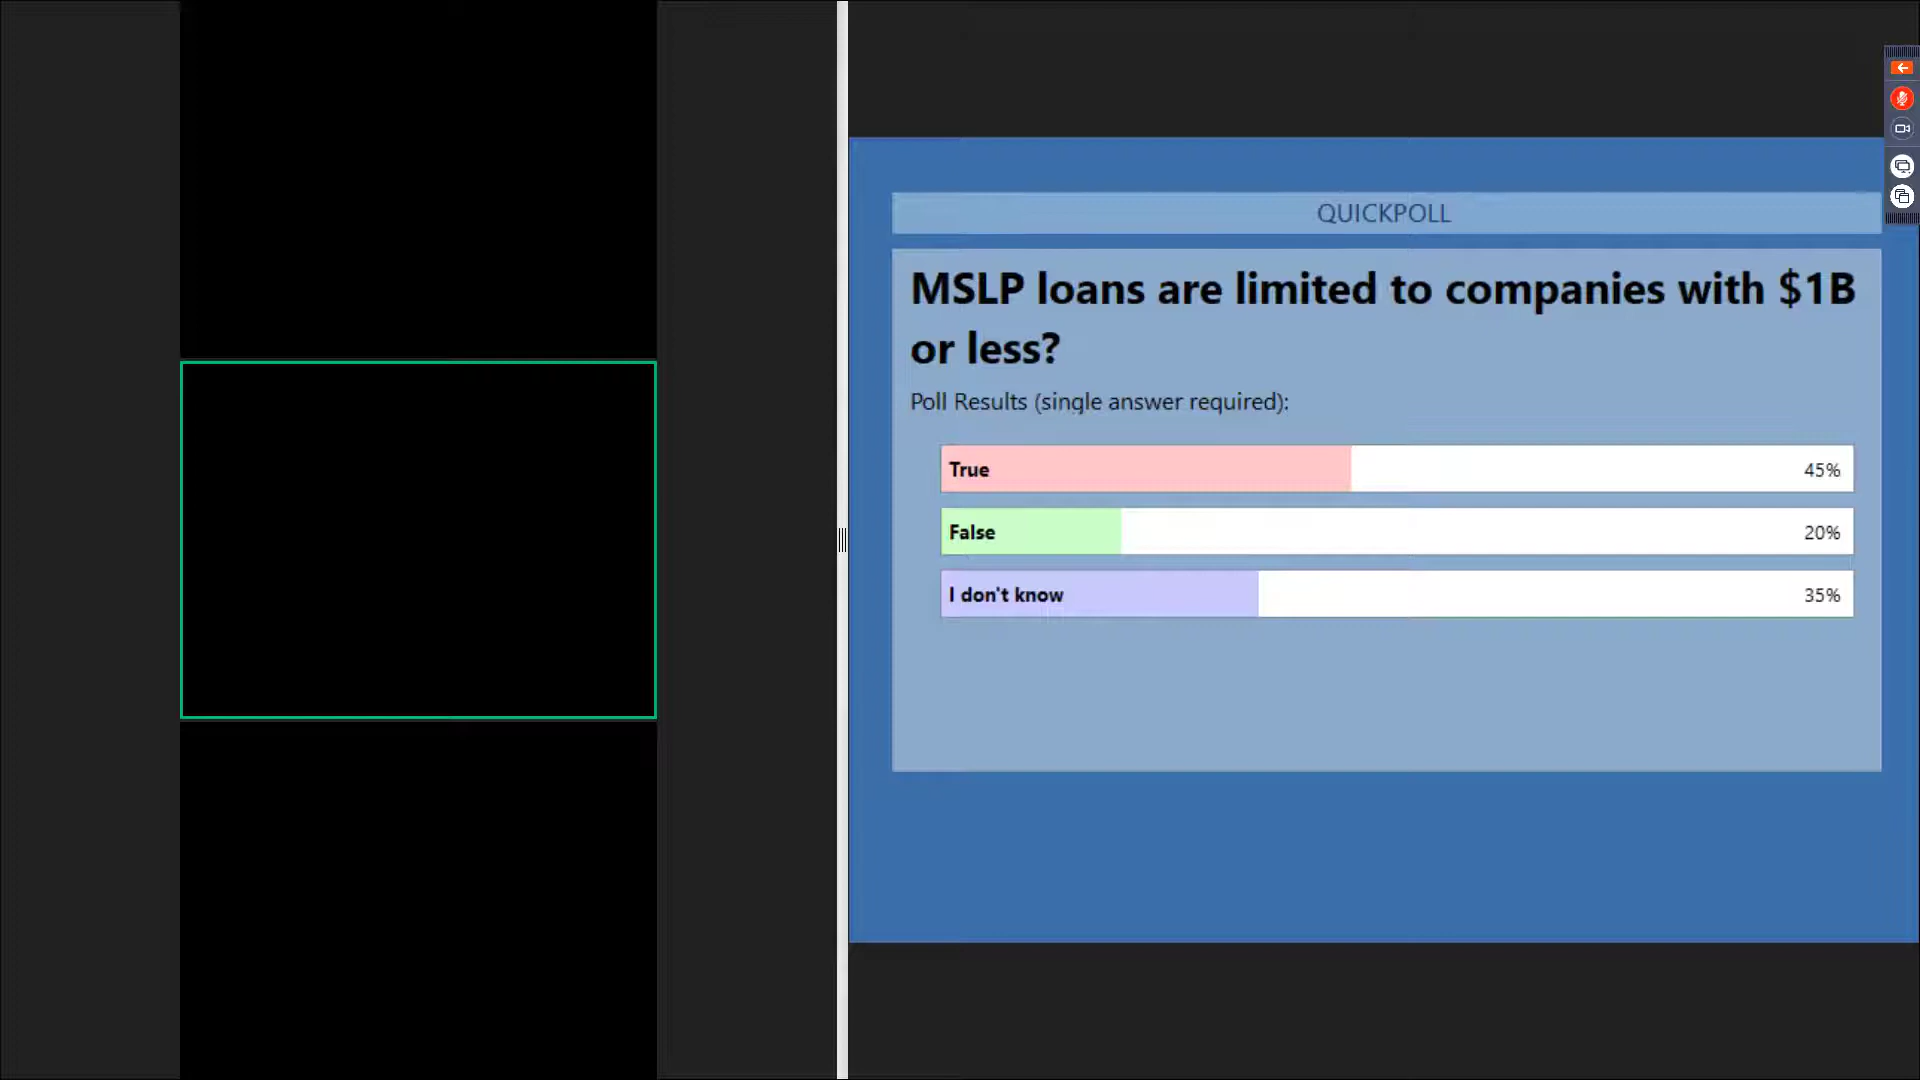 QUICKPOLL
MSLP loans are limited to companies with $1B
or less?
Poll Results (single answer required):
True 45%
False 20%
I don't know 35%